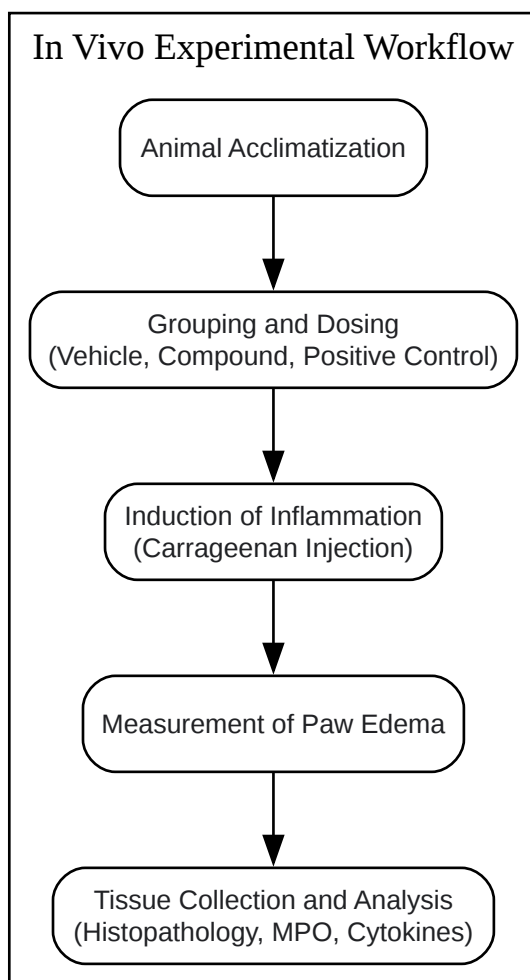 In Vivo Experimental Workflow
Animal Acclimatization
Grouping and Dosing
(Vehicle, Compound, Positive Control)
Induction of Inflammation
(Carrageenan Injection)
Measurement of Paw Edema
Tissue Collection and Analysis
(Histopathology, MPO, Cytokines)